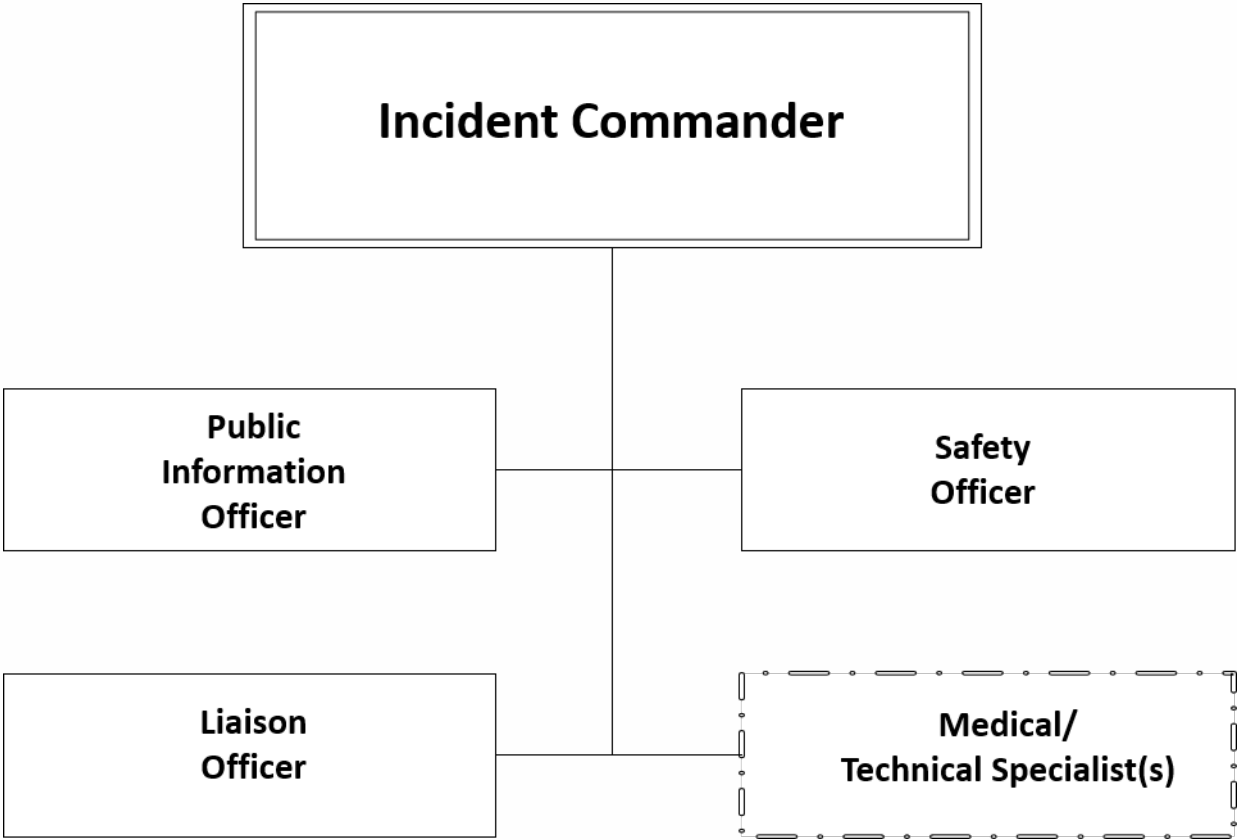 Incident Commander
Public
Information
Officer
Safety
Officer
Liaison
Officer
Medical/
Technical Specialist(s)